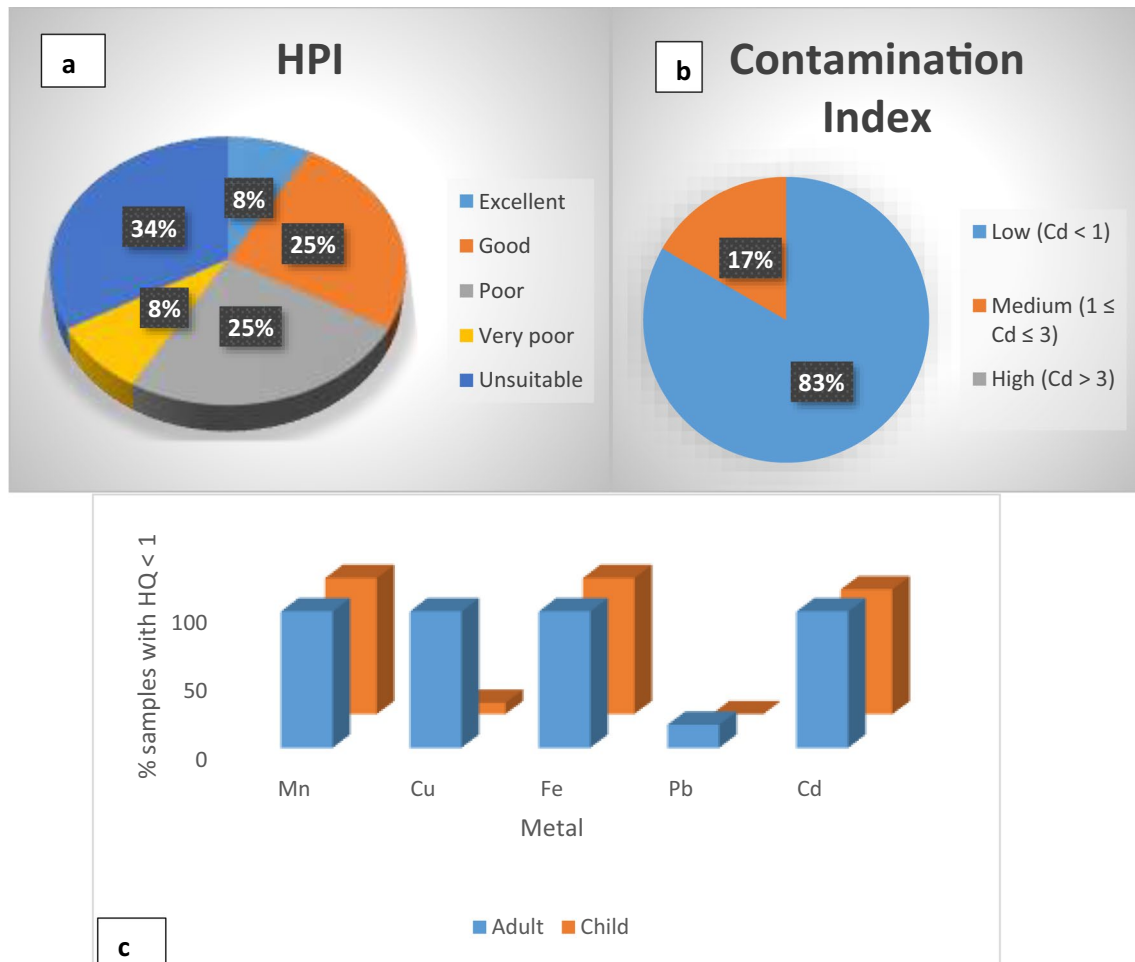 a
HPI
8%
25%
34%
8%
25%
Excellent
Good
Poor
Very poor
Unsuitable
b
Contamination
Index
17%
83%
Low (Cd < 1)
Medium (1 ≤
Cd ≤ 3)
High (Cd > 3)
% samples with HQ < 1
100
50
0
Mn Cu Fe Pb Cd
Metal
Adult Child
c